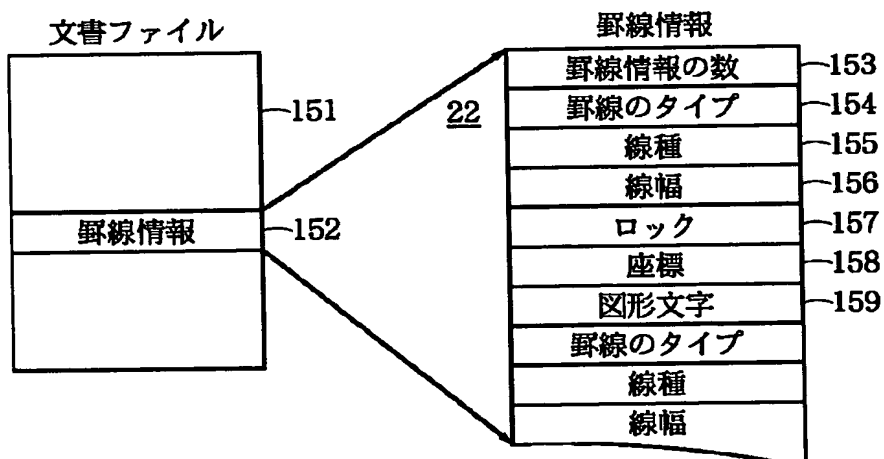 文書ファイル
151
罫線情報
152
22
罫線情報
罫線情報の数
153
罫線のタイプ
154
線種
155
線幅
156
ロック
157
座標
158
図形文字
159
罫線のタイプ
線種
線幅